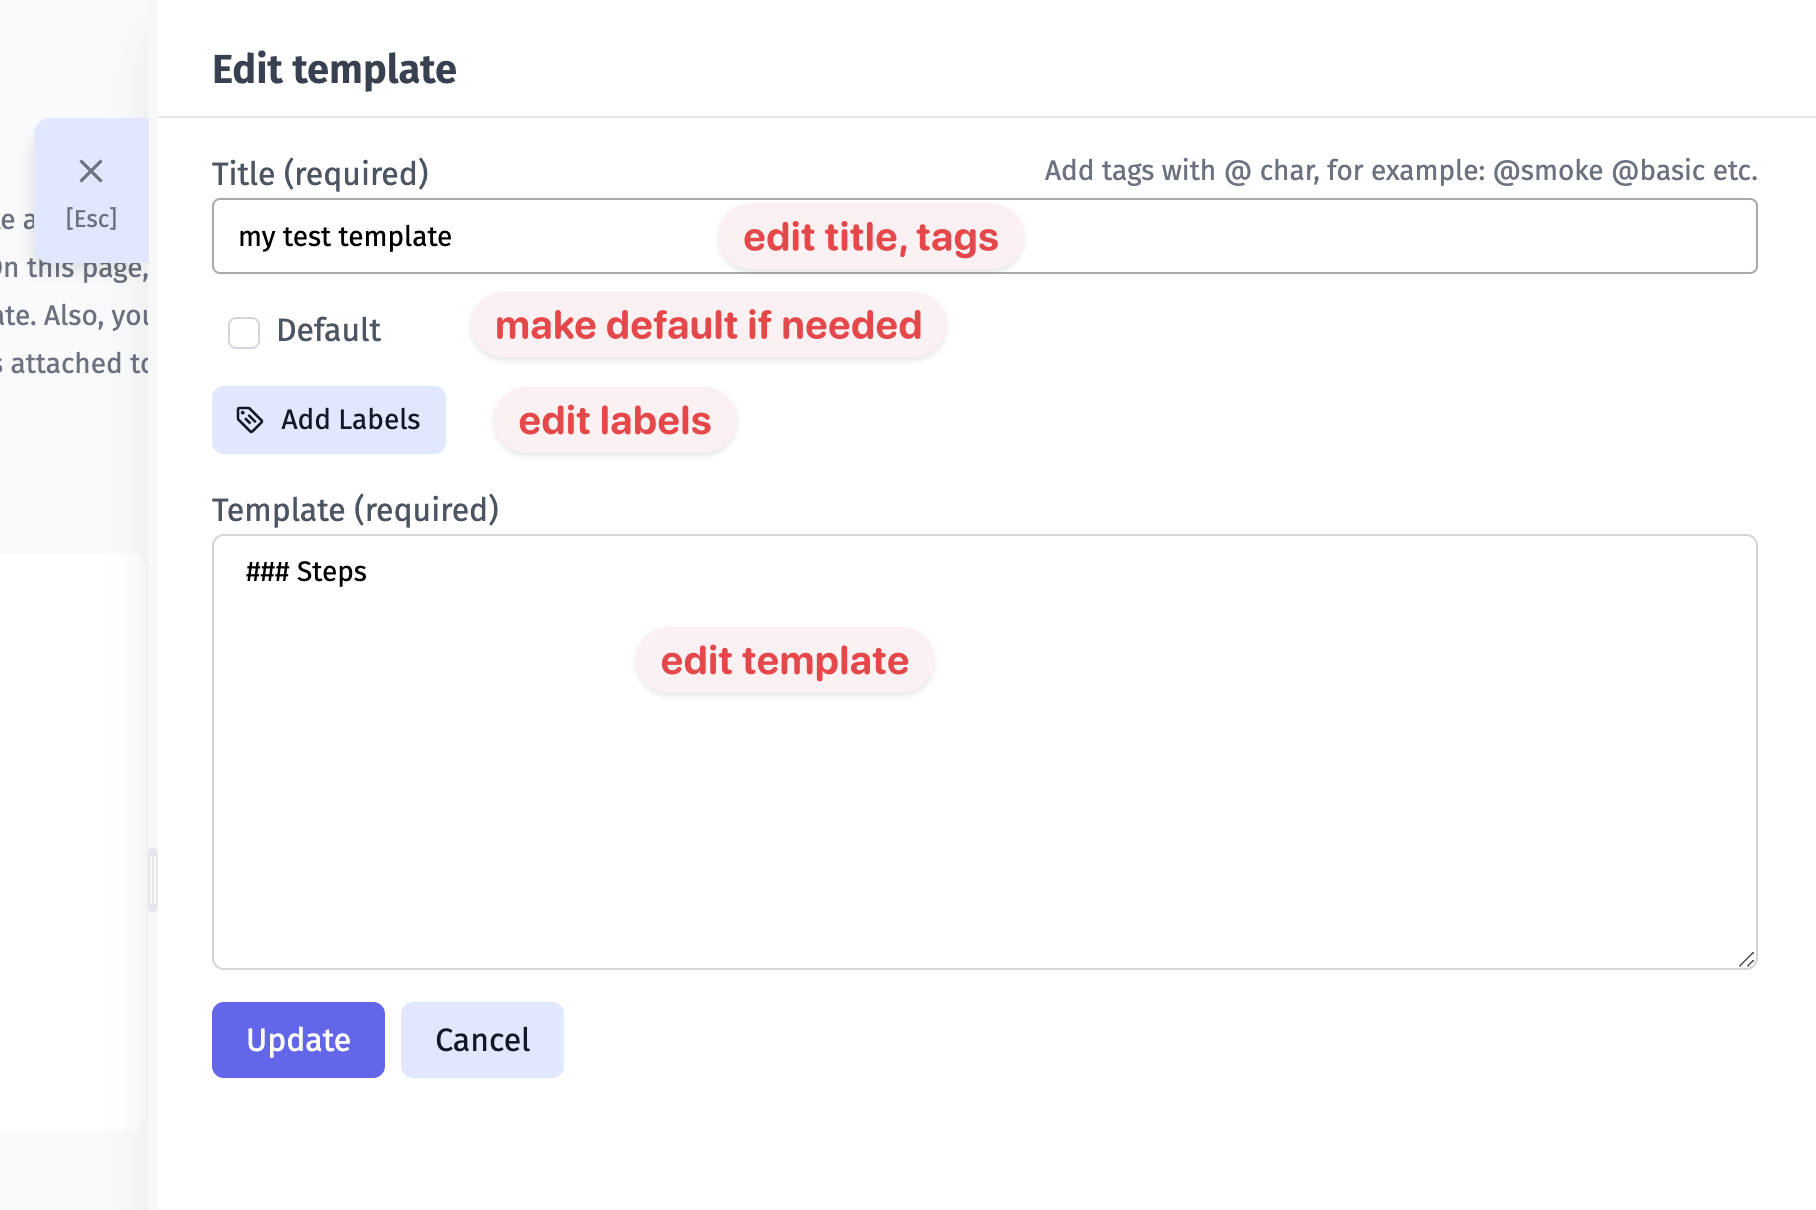 Edit template
[Esc]
Title (required)
Add tags with @ char, for example: @smoke @basic etc.
my test template
edit title, tags
Default
make default if needed
Add Labels
edit labels
Template (required)
### Steps
edit template
Update
Cancel
e a
n this page,
ate. Also, you
s attached to